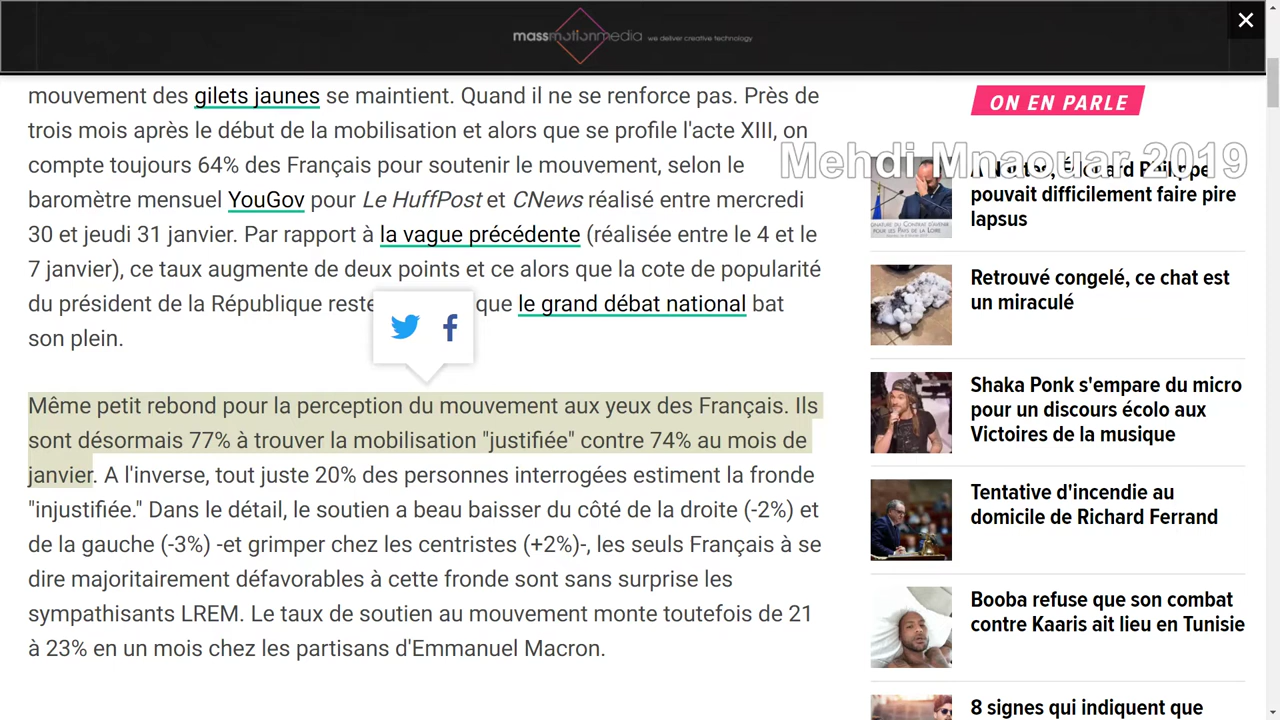 massmotionmedia we deliver creative technology
mouvement des gilets jaunes se maintient. Quand il ne se renforce pas. Près de
trois mois après le début de la mobilisation et alors que se profile l'acte XIII, on
compte toujours 64% des Français pour soutenir le mouvement, selon le
baromètre mensuel YouGov pour Le HuffPost et CNews réalisé entre mercredi
30 et jeudi 31 janvier. Par rapport à la vague précédente (réalisée entre le 4 et le
7 janvier), ce taux augmente de deux points et ce alors que la cote de popularité
du président de la République reste que le grand débat national bat
son plein.
Même petit rebond pour la perception du mouvement aux yeux des Français. Ils
sont désormais 77% à trouver la mobilisation "justifiée" contre 74% au mois de
janvier. A l'inverse, tout juste 20% des personnes interrogées estiment la fronde
"injustifiée." Dans le détail, le soutien a beau baisser du côté de la droite (-2%) et
de la gauche (-3%) -et grimper chez les centristes (+2%)-, les seuls Français à se
dire majoritairement défavorables à cette fronde sont sans surprise les
sympathisants LREM. Le taux de soutien au mouvement monte toutefois de 21
à 23% en un mois chez les partisans d'Emmanuel Macron.
ON EN PARLE
Mehdi Mnaouar 2019
A Nantes, Édouard Philippe
pouvait difficilement faire pire
lapsus
Retrouvé congelé, ce chat est
un miraculé
Shaka Ponk s'empare du micro
pour un discours écolo aux
Victoires de la musique
Tentative d'incendie au
domicile de Richard Ferrand
Booba refuse que son combat
contre Kaaris ait lieu en Tunisie
8 signes qui indiquent que